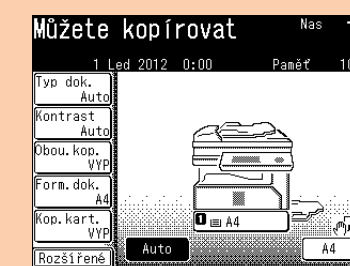 Můžete kopírovat
Nas
1 Led 2012 0:00
Paměť
Typ dok.
Auto
Kontrast
Auto
Obou.kop.
VYP
Form.dok.
A4
Kop.kart.
VYP
Rozšířené
1 A4
Auto
A4